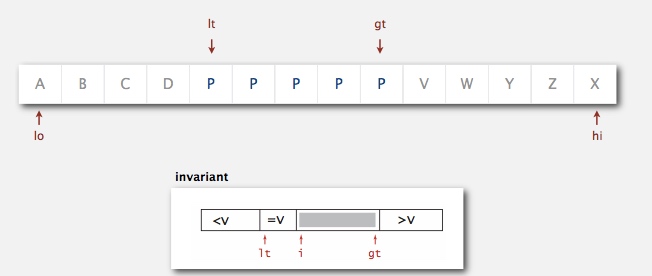 lt gt
A B C D P P P P P V W Y Z X
lo hi
invariant
<v =v >v
lt i gt